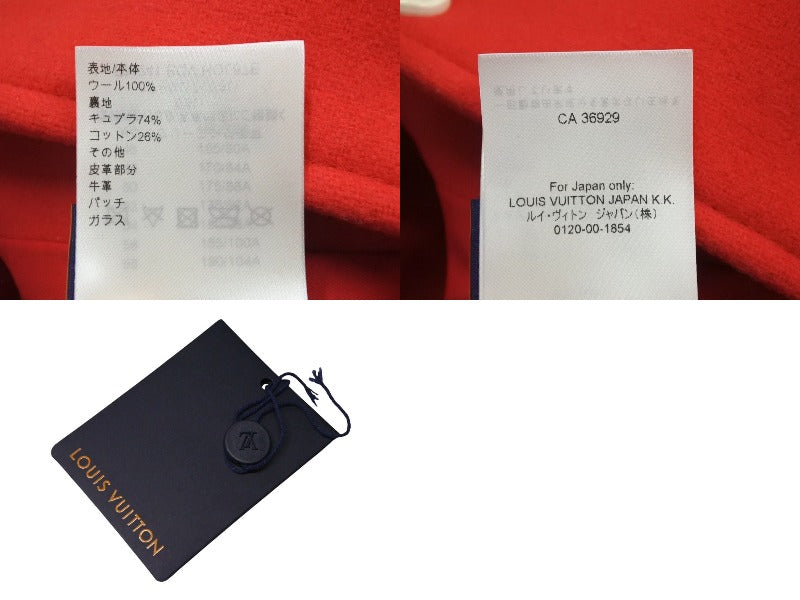 表地/本体
ウール100%
裏地
キュプラ74%
コットン26%
その他
皮革部分
牛革
パッチ
ガラス
CA 36929
For Japan only:
LOUIS VUITTON JAPAN K.K.
ルイ・ヴィトン ジャパン(株)
0120-00-1854
LV
LOUIS VUITTON